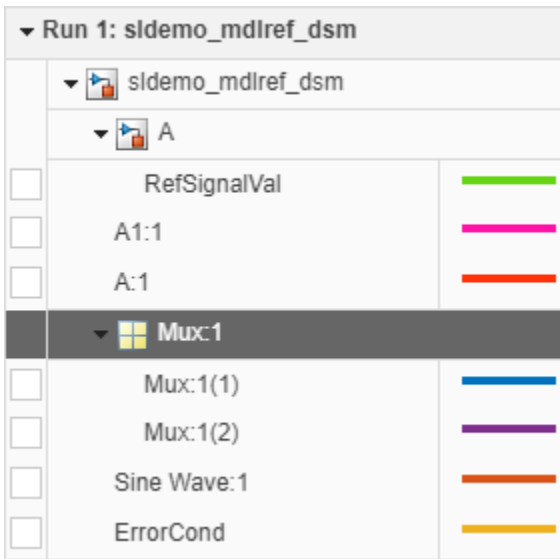 Run 1: sldemo_mdlref_dsm
sldemo_mdlref_dsm
A
RefSignalVal
A1:1
A:1
Mux:1
Mux:1(1)
Mux:1(2)
Sine Wave:1
ErrorCond